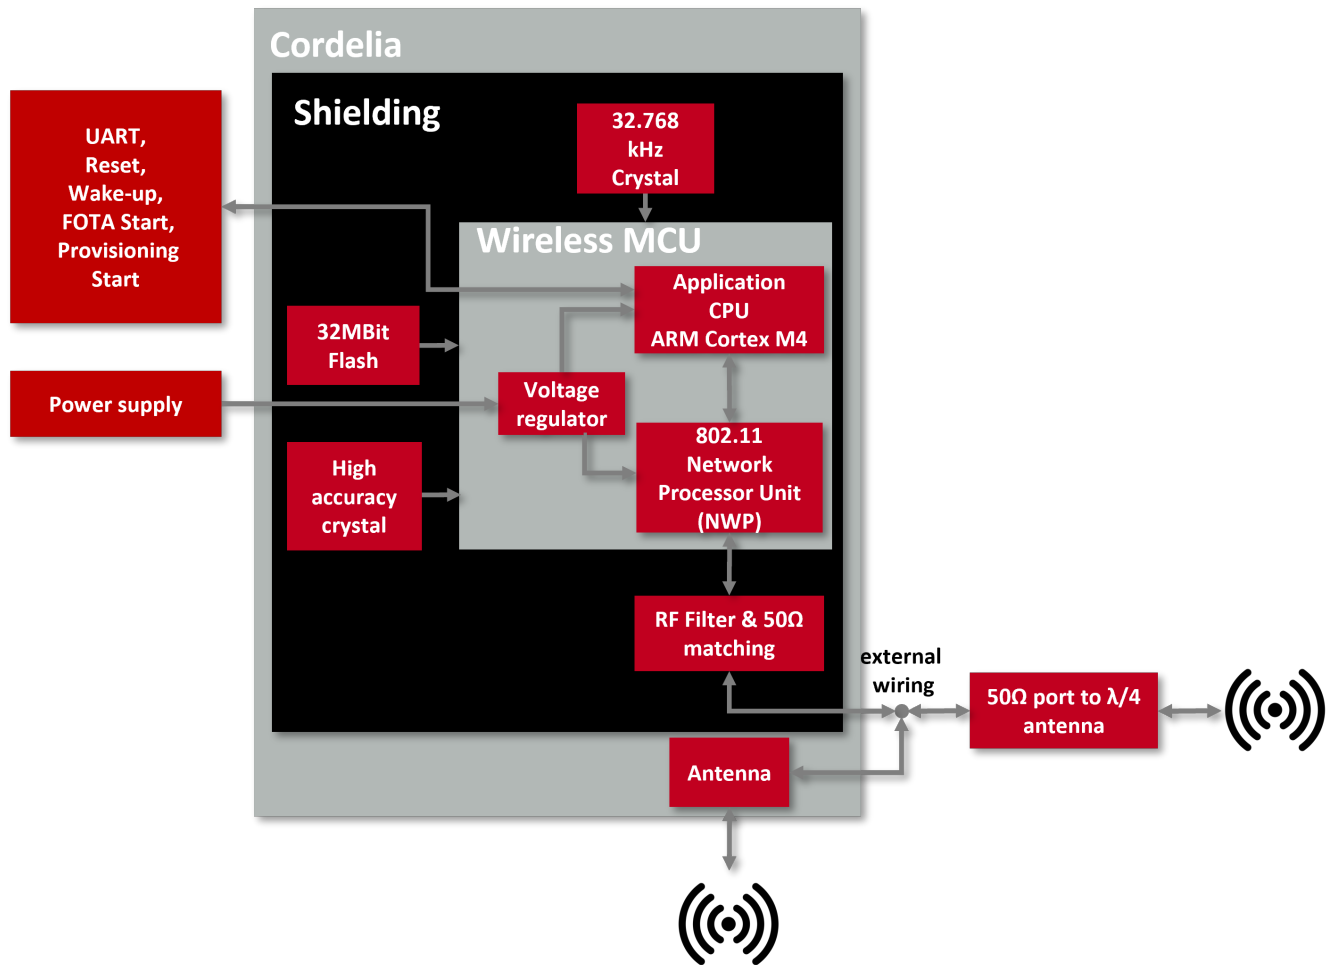 Cordelia
Shielding
32.768
kHz
Crystal
UART,
Reset,
Wake-up,
FOTA Start,
Provisioning
Start
Wireless MCU
Application
CPU
ARM Cortex M4
32MBit
Flash
Power supply
Voltage
regulator
802.11
Network
Processor Unit
(NWP)
High
accuracy
crystal
RF Filter & 50Ω
matching
external
wiring
50Ω port to λ/4
antenna
Antenna